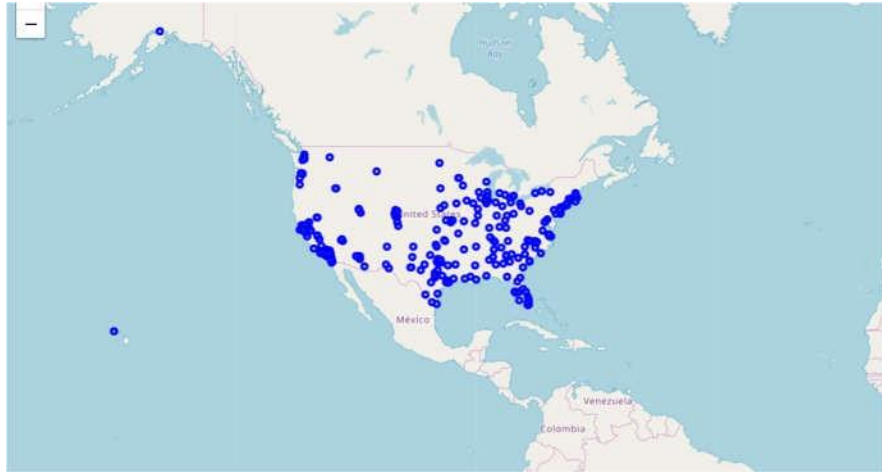 −
Hudson
Bay
United States
México
Venezuela
Colombia